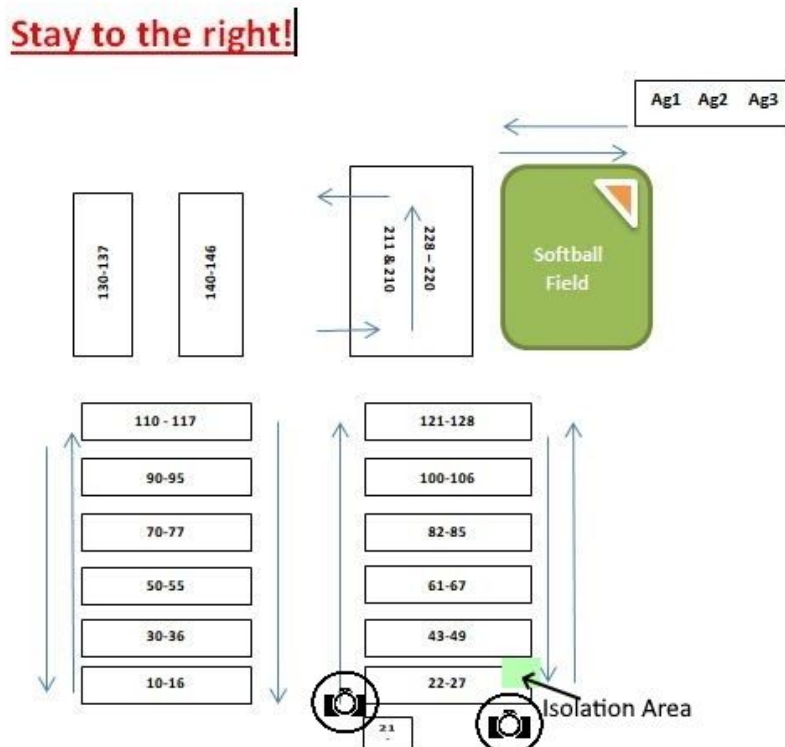 Stay to the right!
Ag1 Ag2 Ag3
130-137
140-146
211 & 210
228 – 220
Softball
Field
110 - 117
121-128
90-95
100-106
70-77
82-85
50-55
61-67
30-36
43-49
10-16
22-27
Isolation Area
21